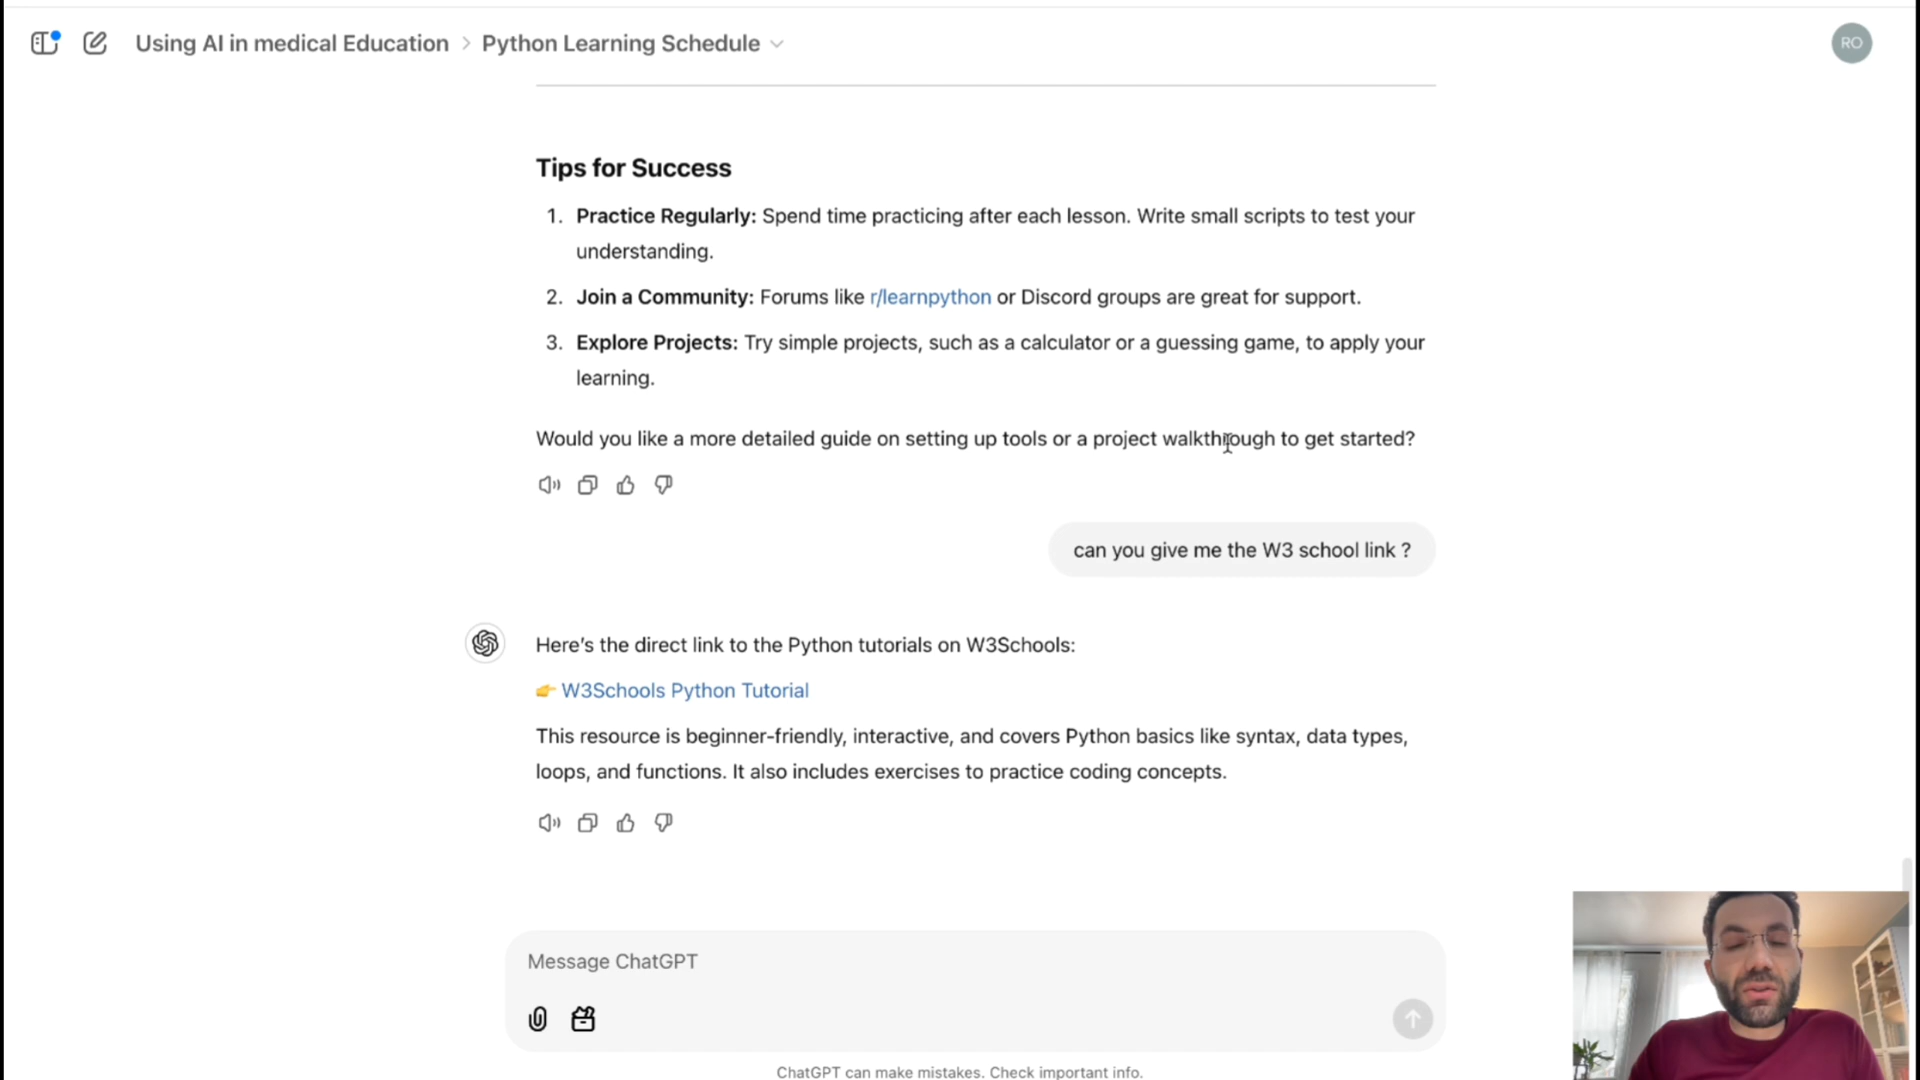 Using AI in medical Education > Python Learning Schedule
RO
Tips for Success
1. Practice Regularly: Spend time practicing after each lesson. Write small scripts to test your
understanding.
2. Join a Community: Forums like r/learnpython or Discord groups are great for support.
3. Explore Projects: Try simple projects, such as a calculator or a guessing game, to apply your
learning.
Would you like a more detailed guide on setting up tools or a project walkthrough to get started?
can you give me the W3 school link ?
Here’s the direct link to the Python tutorials on W3Schools:
👉 W3Schools Python Tutorial
This resource is beginner-friendly, interactive, and covers Python basics like syntax, data types,
loops, and functions. It also includes exercises to practice coding concepts.
Message ChatGPT
ChatGPT can make mistakes. Check important info.